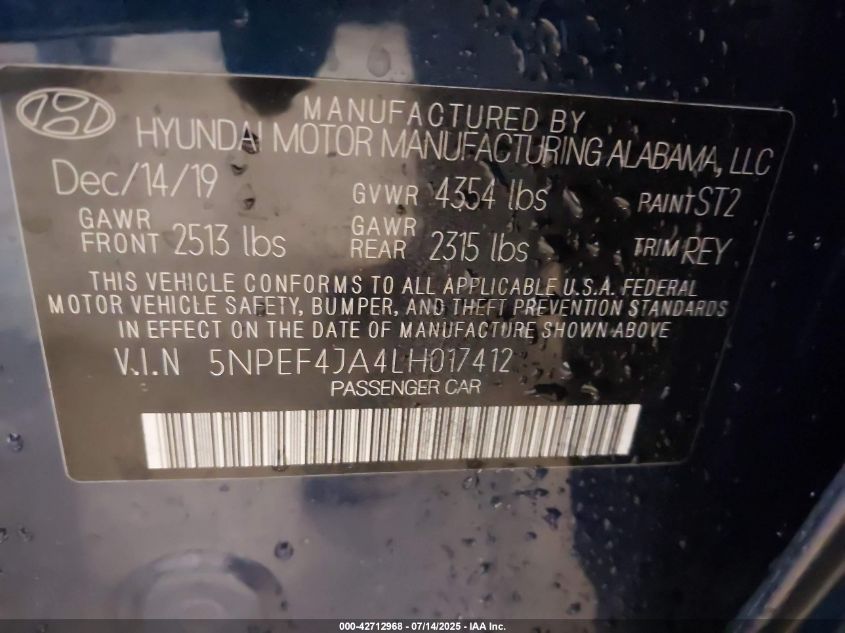 MANUFACTURED BY
HYUNDAI MOTOR MANUFACTURING ALABAMA, LLC
Dec/14/19 GVWR 4354 lbs PAINT ST2
GAWR FRONT 2513 lbs GAWR REAR 2315 lbs TRIM REY
THIS VEHICLE CONFORMS TO ALL APPLICABLE U.S.A. FEDERAL
MOTOR VEHICLE SAFETY, BUMPER, AND THEFT PREVENTION STANDARDS
IN EFFECT ON THE DATE OF MANUFACTURE SHOWN ABOVE.
V.I.N 5NPEF4JA4LH017412
PASSENGER CAR
000-42712968 - 07/14/2025 - IAA Inc.